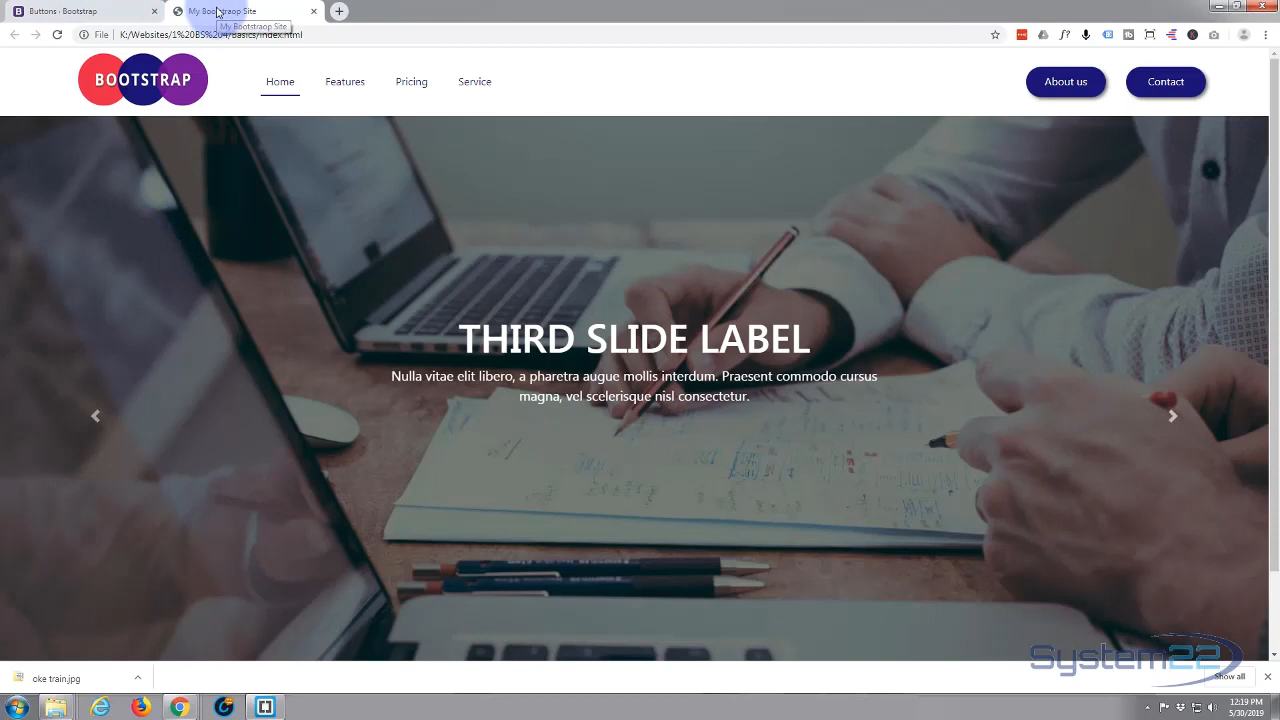 Buttons · Bootstrap
My Bootstraop Site
My Bootstraop Site
File | K:/Websites/1%20BS%204/Basics/index.html
BOOTSTRAP
Home
Features
Pricing
Service
About us
Contact
THIRD SLIDE LABEL
Nulla vitae elit libero, a pharetra augue mollis interdum. Praesent commodo cursus
magna, vel scelerisque nisl consectetur.
System22
oke train.jpg
Show all
12:19 PM
5/30/2019